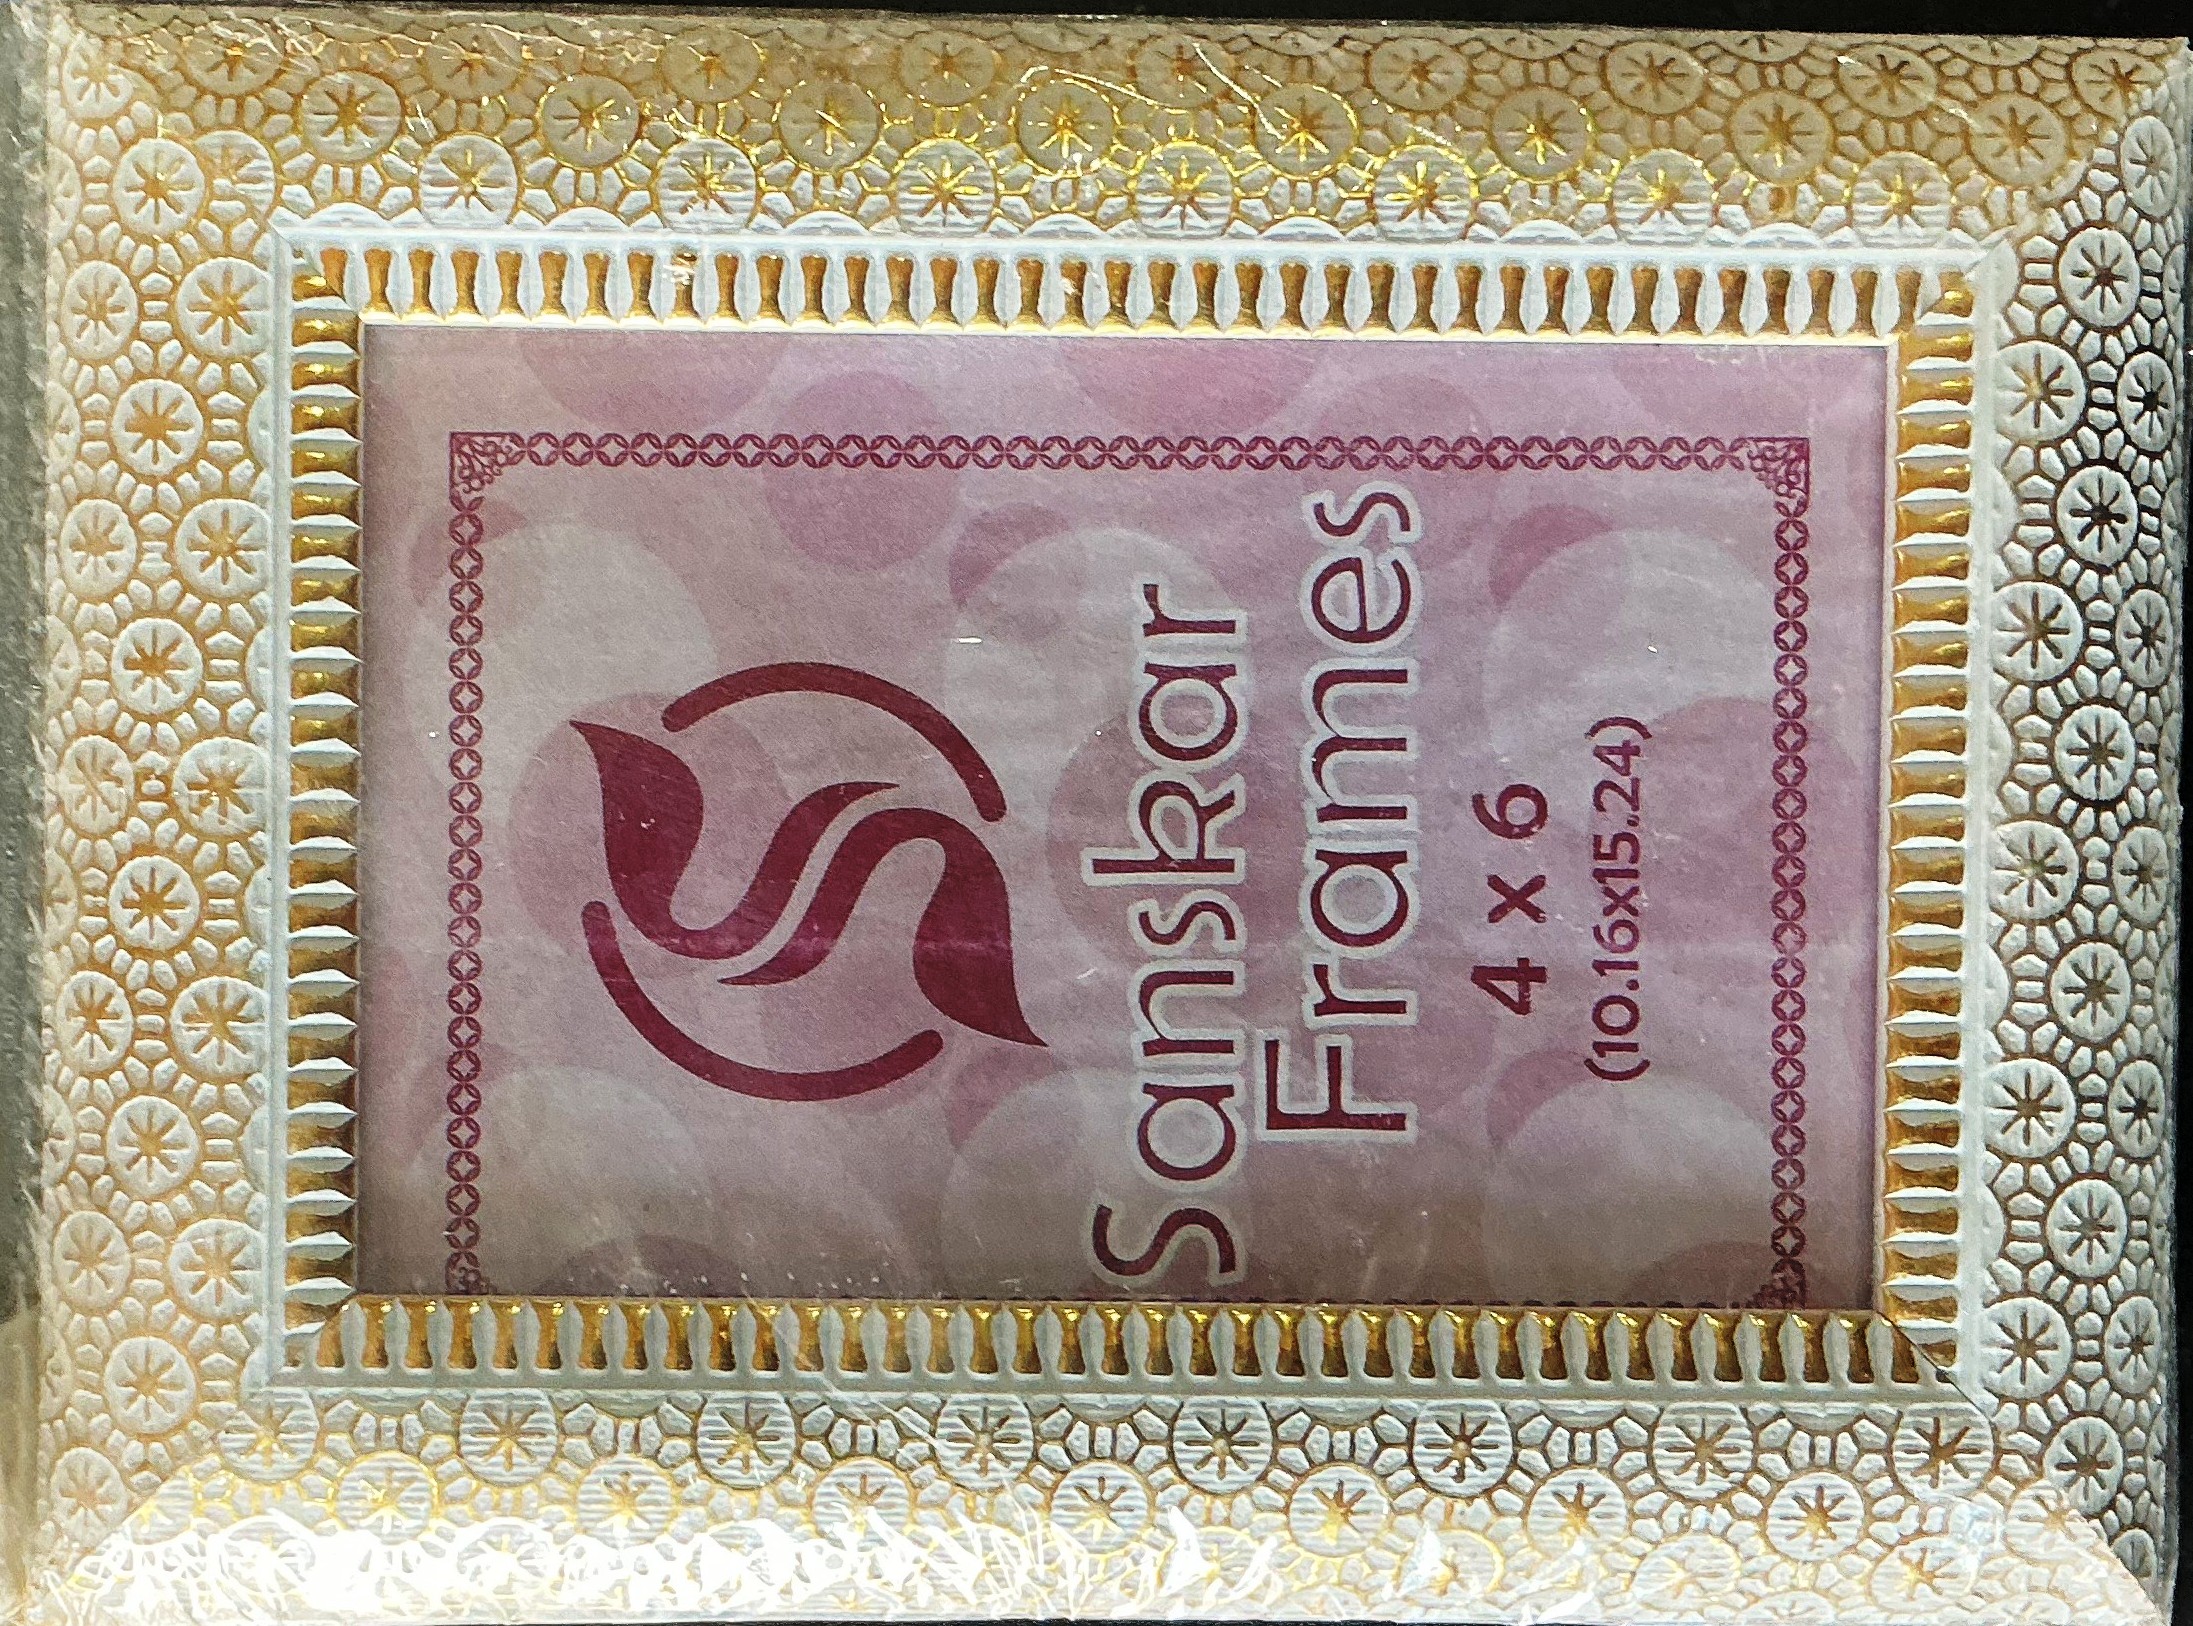 Sanskar
Frames
4 x 6
(10.16x15.24)